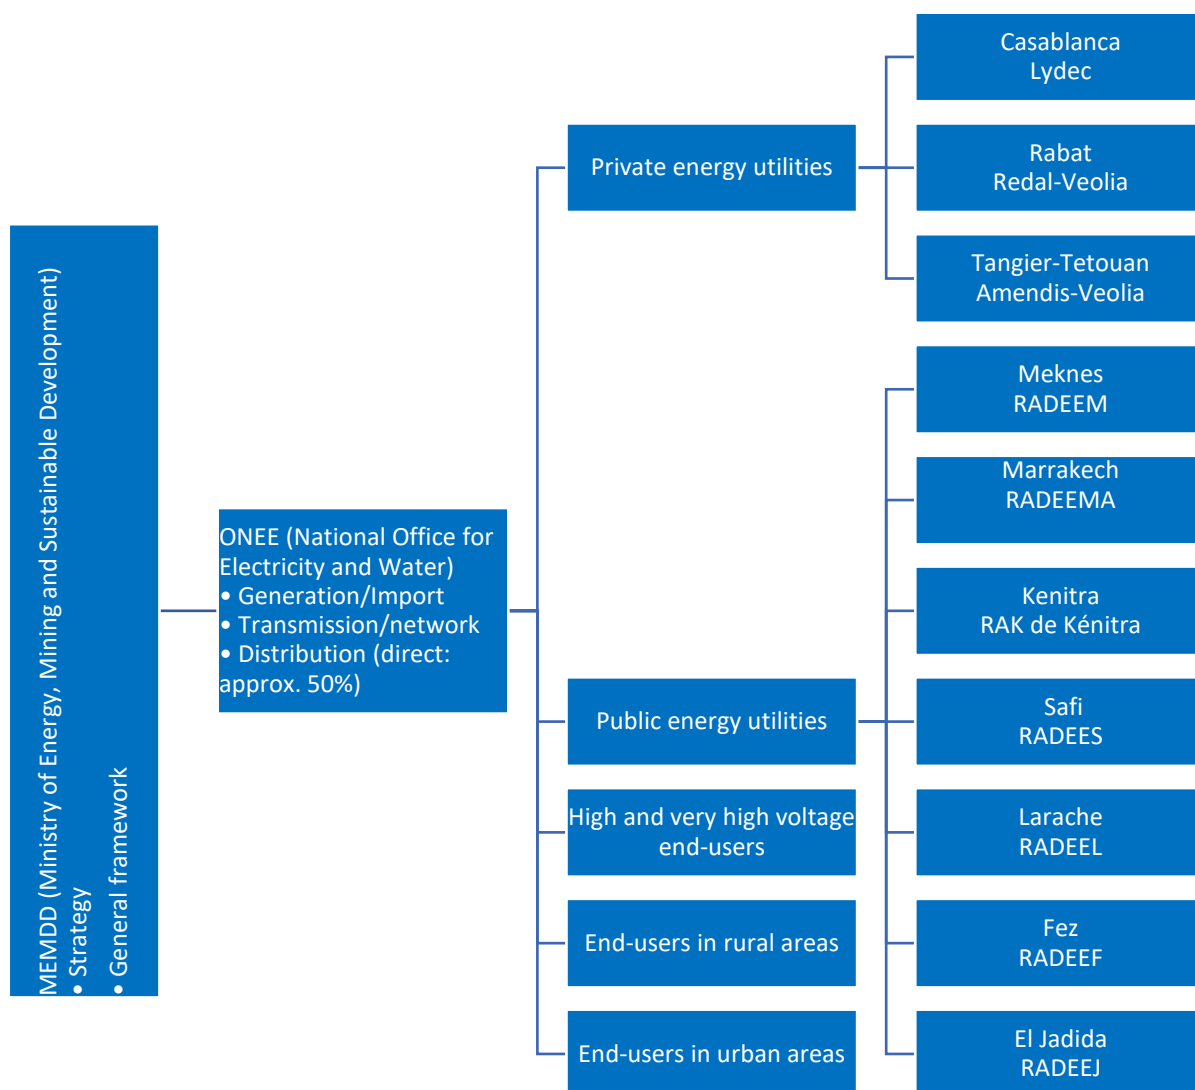 MEMDD (Ministry of Energy, Mining and Sustainable Development)
• Strategy
• General framework
ONEE (National Office for
Electricity and Water)
• Generation/Import
• Transmission/network
• Distribution (direct:
approx. 50%)
Private energy utilities
Casablanca
Lydec
Rabat
Redal-Veolia
Tangier-Tetouan
Amendis-Veolia
Public energy utilities
Meknes
RADEEM
Marrakech
RADEEMA
Kenitra
RAK de Kénitra
Safi
RADEES
Larache
RADEEL
Fez
RADEEF
El Jadida
RADEEJ
High and very high voltage
end-users
End-users in rural areas
End-users in urban areas